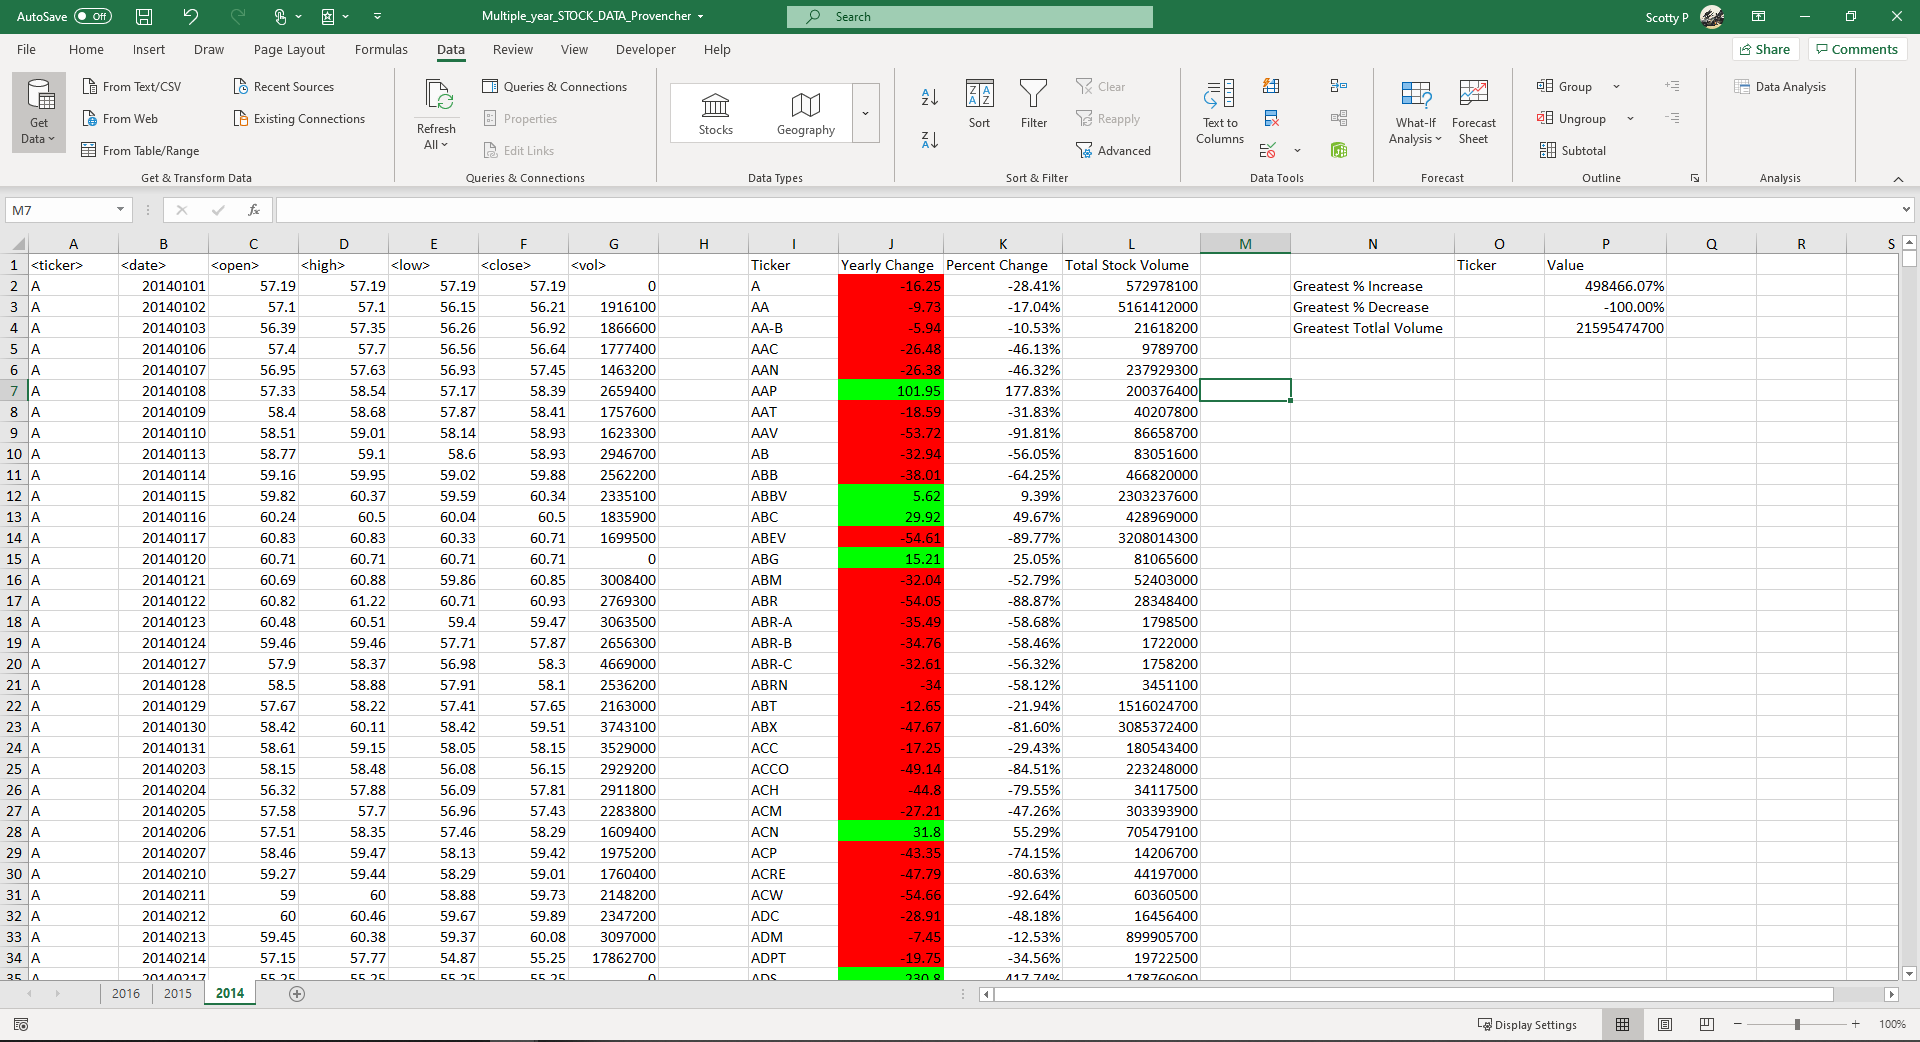 AutoSave Off Multiple_year_STOCK_DATA_Provencher Search Scotty P
File Home Insert Draw Page Layout Formulas Data Review View Developer Help Share Comments
Get Data From Text/CSV From Web From Table/Range Recent Sources Existing Connections
Get & Transform Data
Refresh All Queries & Connections Properties Edit Links
Queries & Connections
Stocks Geography
Data Types
Sort Filter Clear Reapply Advanced
Sort & Filter
Text to Columns
Data Tools
What-If Analysis Forecast Sheet
Forecast
Group Ungroup Subtotal
Outline
Data Analysis
Analysis
M7 fx
A B C D E F G H I J K L M N O P Q R S
1 <ticker> <date> <open> <high> <low> <close> <vol> Ticker Yearly Change Percent Change Total Stock Volume Ticker Value
2 A 20140101 57.19 57.19 57.19 57.19 0 A -16.25 -28.41% 572978100 Greatest % Increase 498466.07%
3 A 20140102 57.1 57.1 56.15 56.21 1916100 AA -9.73 -17.04% 5161412000 Greatest % Decrease -100.00%
4 A 20140103 56.39 57.35 56.26 56.92 1866600 AA-B -5.94 -10.53% 21618200 Greatest Totlal Volume 21595474700
5 A 20140106 57.4 57.7 56.56 56.64 1777400 AAC -26.48 -46.13% 9789700
6 A 20140107 56.95 57.63 56.93 57.45 1463200 AAN -26.38 -46.32% 237929300
7 A 20140108 57.33 58.54 57.17 58.39 2659400 AAP 101.95 177.83% 200376400
8 A 20140109 58.4 58.68 57.87 58.41 1757600 AAT -18.59 -31.83% 40207800
9 A 20140110 58.51 59.01 58.14 58.93 1623300 AAV -53.72 -91.81% 86658700
10 A 20140113 58.77 59.1 58.6 58.93 2946700 AB -32.94 -56.05% 83051600
11 A 20140114 59.16 59.95 59.02 59.88 2562200 ABB -38.01 -64.25% 466820000
12 A 20140115 59.82 60.37 59.59 60.34 2335100 ABBV 5.62 9.39% 2303237600
13 A 20140116 60.24 60.5 60.04 60.5 1835900 ABC 29.92 49.67% 428969000
14 A 20140117 60.83 60.83 60.33 60.71 1699500 ABEV -54.61 -89.77% 3208014300
15 A 20140120 60.71 60.71 60.71 60.71 0 ABG 15.21 25.05% 81065600
16 A 20140121 60.69 60.88 59.86 60.85 3008400 ABM -32.04 -52.79% 52403000
17 A 20140122 60.82 61.22 60.71 60.93 2769300 ABR -54.05 -88.87% 28348400
18 A 20140123 60.48 60.51 59.4 59.47 3063500 ABR-A -35.49 -58.68% 1798500
19 A 20140124 59.46 59.46 57.71 57.87 2656300 ABR-B -34.76 -58.46% 1722000
20 A 20140127 57.9 58.37 56.98 58.3 4669000 ABR-C -32.61 -56.32% 1758200
21 A 20140128 58.5 58.88 57.91 58.1 2536200 ABRN -34 -58.12% 3451100
22 A 20140129 57.67 58.22 57.41 57.65 2163000 ABT -12.65 -21.94% 1516024700
23 A 20140130 58.42 60.11 58.42 59.51 3743100 ABX -47.67 -81.60% 3085372400
24 A 20140131 58.61 59.15 58.05 58.15 3529000 ACC -17.25 -29.43% 180543400
25 A 20140203 58.15 58.48 56.08 56.15 2929200 ACCO -49.14 -84.51% 223248000
26 A 20140204 56.32 57.88 56.09 57.81 2911800 ACH -44.8 -79.55% 34117500
27 A 20140205 57.58 57.7 56.96 57.43 2283800 ACM -27.21 -47.26% 303393900
28 A 20140206 57.51 58.35 57.46 58.29 1609400 ACN 31.8 55.29% 705479100
29 A 20140207 58.46 59.47 58.13 59.42 1975200 ACP -43.35 -74.15% 14206700
30 A 20140210 59.27 59.44 58.29 59.01 1760400 ACRE -47.79 -80.63% 44197000
31 A 20140211 59 60 58.88 59.73 2148200 ACW -54.66 -92.64% 60360500
32 A 20140212 60 60.46 59.67 59.89 2347200 ADC -28.91 -48.18% 16456400
33 A 20140213 59.45 60.38 59.37 60.08 3097000 ADM -7.45 -12.53% 899905700
34 A 20140214 57.15 57.77 54.87 55.25 17862700 ADPT -19.75 -34.56% 19722500
35 A 20140217 55.25 55.25 55.25 55.25 0 ADS 230.8 417.74% 178760600
2016 2015 2014
Display Settings 100%